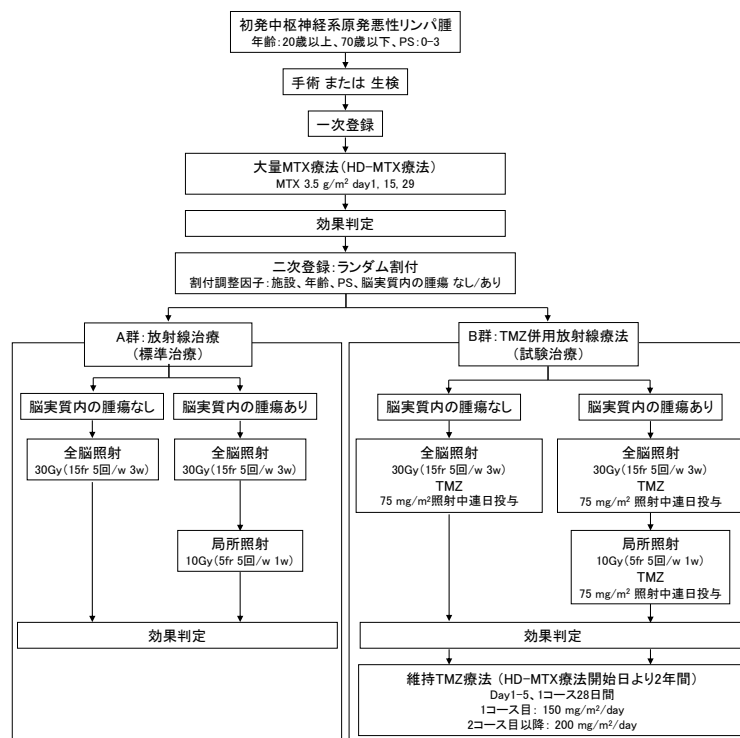 初発中枢神経系原発悪性リンパ腫
年齢:20歳以上、70歳以下、PS:0-3
手術 または 生検
一次登録
大量MTX療法(HD-MTX療法)
MTX 3.5 g/m² day1, 15, 29
効果判定
二次登録:ランダム割付
割付調整因子:施設、年齢、PS、脳実質内の腫瘍 なし/あり
A群:放射線治療
(標準治療)
脳実質内の腫瘍なし
脳実質内の腫瘍あり
全脳照射
30Gy(15fr 5回/w 3w)
全脳照射
30Gy(15fr 5回/w 3w)
局所照射
10Gy(5fr 5回/w 1w)
効果判定
B群:TMZ併用放射線療法
(試験治療)
脳実質内の腫瘍なし
脳実質内の腫瘍あり
全脳照射
30Gy(15fr 5回/w 3w)
TMZ
75 mg/m²照射中連日投与
全脳照射
30Gy(15fr 5回/w 3w)
TMZ
75 mg/m² 照射中連日投与
局所照射
10Gy(5fr 5回/w 1w)
TMZ
75 mg/m² 照射中連日投与
効果判定
維持TMZ療法 (HD-MTX療法開始日より2年間)
Day1-5、1コース28日間
1コース目: 150 mg/m²/day
2コース目以降: 200 mg/m²/day